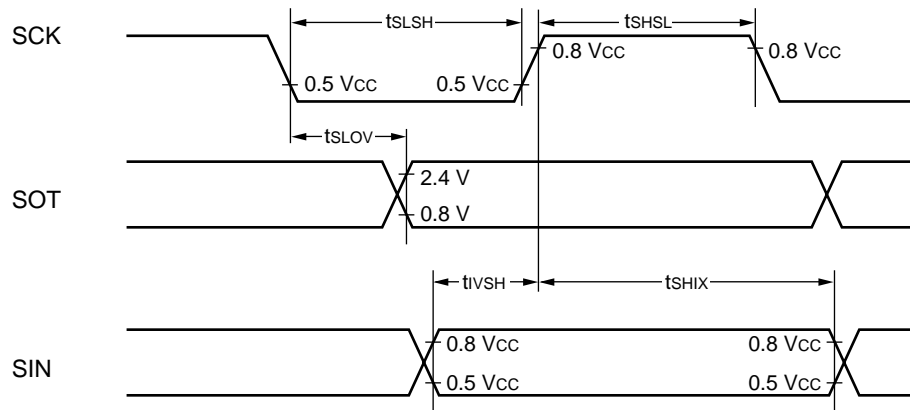 tSLSH
tSHSL
SCK
0.8 VCC
0.8 VCC
0.5 VCC
0.5 VCC
tSLOV
2.4 V
SOT
0.8 V
tIVSH
tSHIX
0.8 VCC
0.8 VCC
SIN
0.5 VCC
0.5 VCC